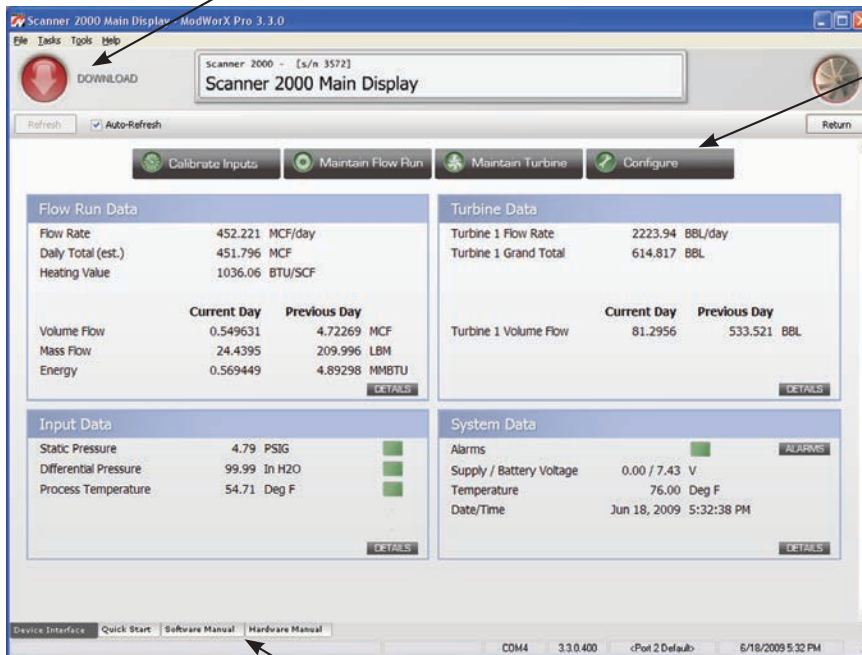 Scanner 2000 Main Display - ModWorX Pro 3.3.0
File Tasks Tools Help
DOWNLOAD
Scanner 2000 - [s/n 3572]
Scanner 2000 Main Display
Refresh Auto-Refresh Return
Calibrate Inputs Maintain Flow Run Maintain Turbine Configure
Flow Run Data
Flow Rate 452.221 MCF/day
Daily Total (est.) 451.796 MCF
Heating Value 1036.06 BTU/SCF
Current Day Previous Day
Volume Flow 0.549631 4.72269 MCF
Mass Flow 24.4395 209.996 LBM
Energy 0.569449 4.89298 MMBTU
DETAILS
Turbine Data
Turbine 1 Flow Rate 2223.94 BBL/day
Turbine 1 Grand Total 614.817 BBL
Current Day Previous Day
Turbine 1 Volume Flow 81.2956 533.521 BBL
DETAILS
Input Data
Static Pressure 4.79 PSIG
Differential Pressure 99.99 In H2O
Process Temperature 54.71 Deg F
DETAILS
System Data
Alarms ALARMS
Supply / Battery Voltage 0.00 / 7.43 V
Temperature 76.00 Deg F
Date/Time Jun 18, 2009 5:32:38 PM
DETAILS
Device Interface Quick Start Software Manual Hardware Manual
COM4 3.3.0.400 <Port 2 Default> 6/18/2009 5:32 PM